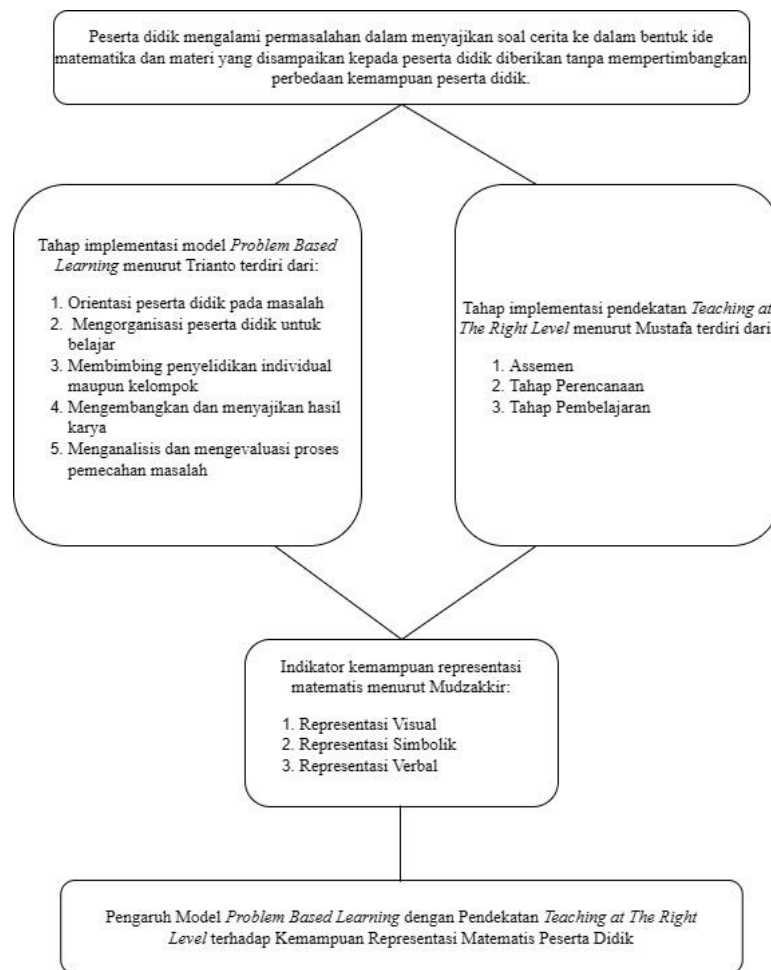 Peserta didik mengalami permasalahan dalam menyajikan soal cerita ke dalam bentuk ide
matematika dan materi yang disampaikan kepada peserta didik diberikan tanpa mempertimbangkan
perbedaan kemampuan peserta didik.
Tahap implementasi model Problem Based
Learning menurut Trianto terdiri dari:
1. Orientasi peserta didik pada masalah
2. Mengorganisasi peserta didik untuk
belajar
3. Membimbing penyelidikan individual
maupun kelompok
4. Mengembangkan dan menyajikan hasil
karya
5. Menganalisis dan mengevaluasi proses
pemecahan masalah
Tahap implementasi pendekatan Teaching at
The Right Level menurut Mustafa terdiri dari
1. Assemen
2. Tahap Perencanaan
3. Tahap Pembelajaran
Indikator kemampuan representasi
matematis menurut Mudzakkir:
1. Representasi Visual
2. Representasi Simbolik
3. Representasi Verbal
Pengaruh Model Problem Based Learning dengan Pendekatan Teaching at The Right
Level terhadap Kemampuan Representasi Matematis Peserta Didik